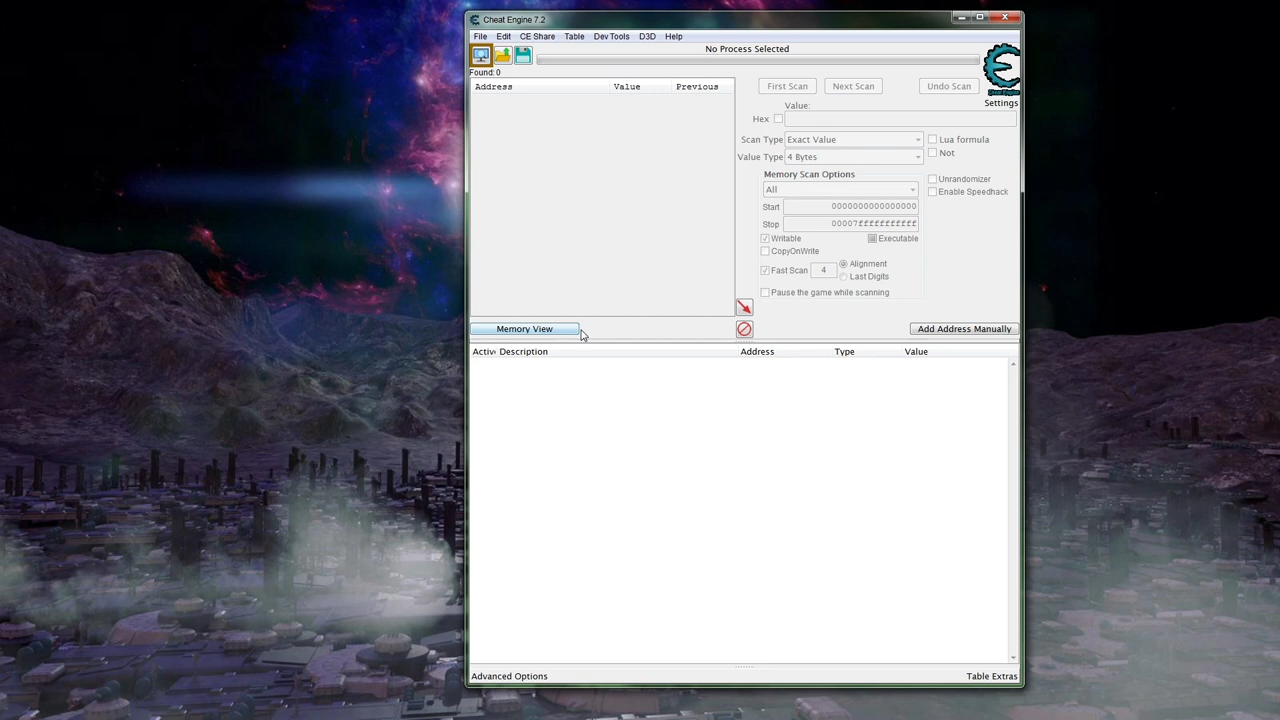 Cheat Engine 7.2
File Edit CE Share Table Dev Tools D3D Help
No Process Selected
Found: 0
Address Value Previous
First Scan Next Scan Undo Scan
Settings
Value:
Hex
Scan Type Exact Value Lua formula
Not
Value Type 4 Bytes
Memory Scan Options
All
Unrandomizer
Enable Speedhack
Start 0000000000000000
Stop 00007fffffffffff
Writable Executable
CopyOnWrite
Fast Scan 4 Alignment
Last Digits
Pause the game while scanning
Memory View Add Address Manually
Active Description Address Type Value
Advanced Options Table Extras